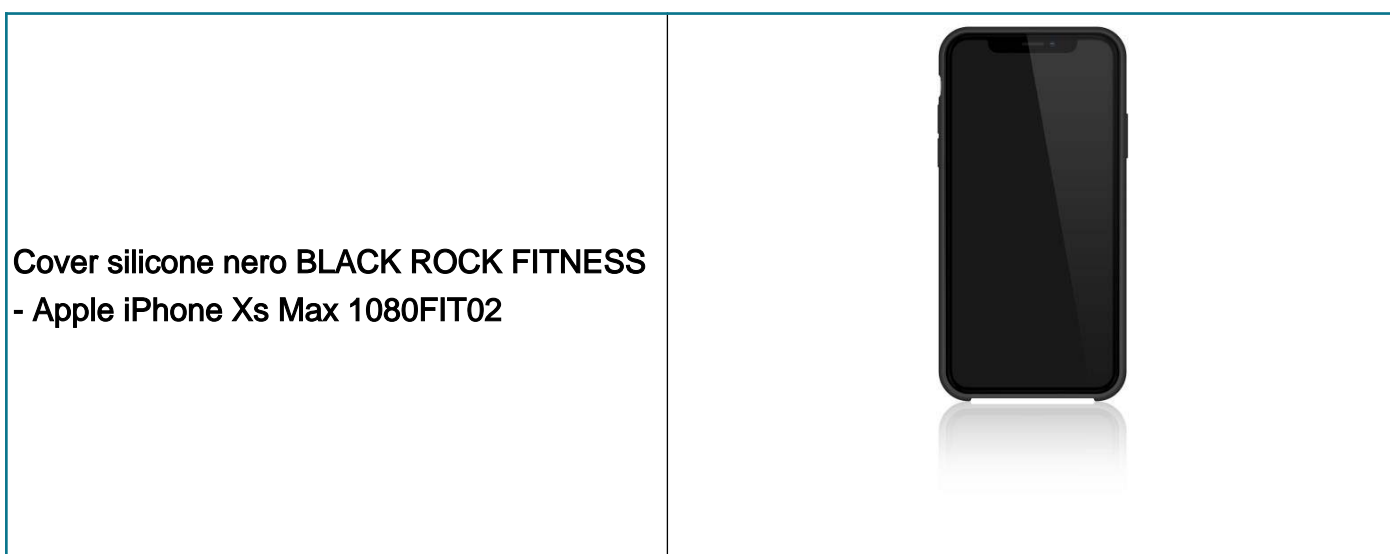 Cover silicone nero BLACK ROCK FITNESS
- Apple iPhone Xs Max 1080FIT02